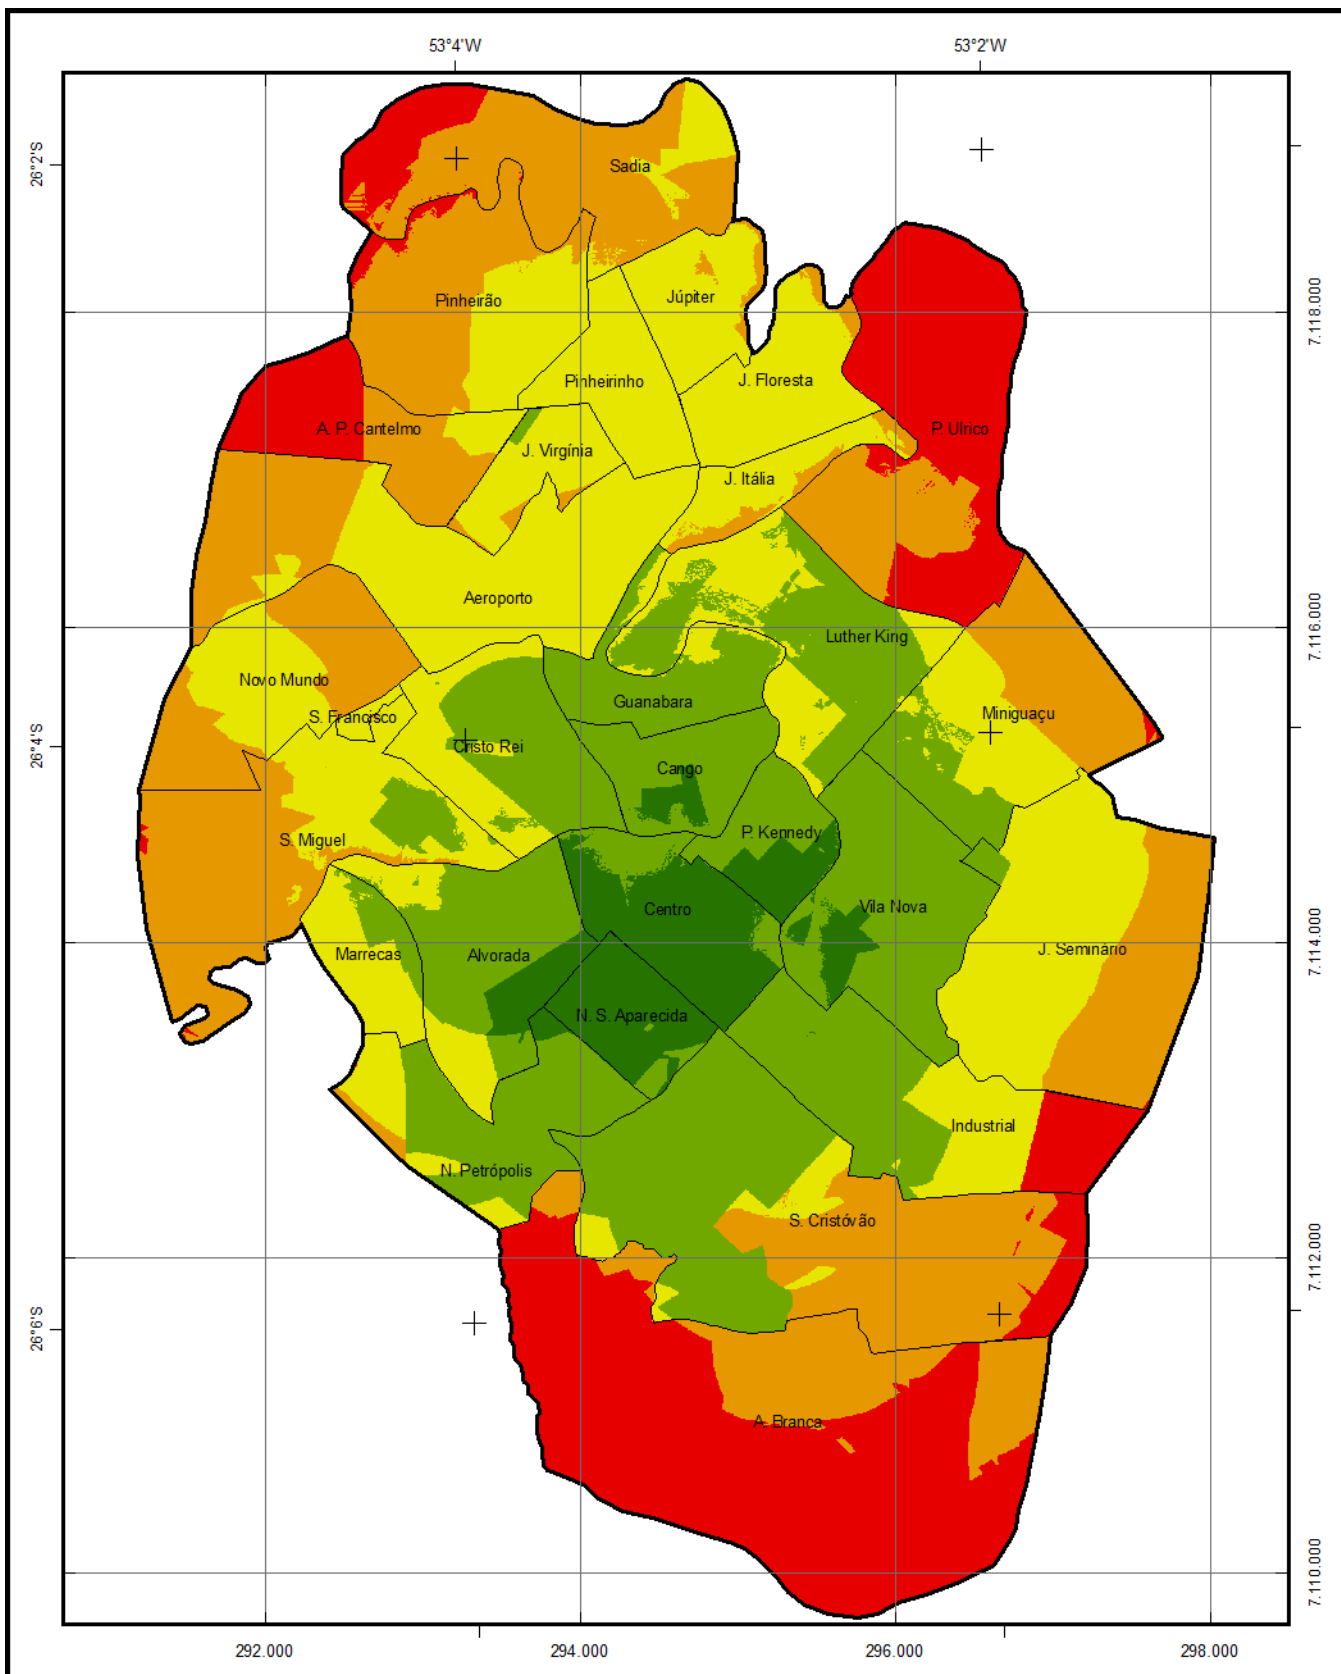 53°4'W
53°2'W
26°2'S
Sadia
Pinheirão
Júpiter
7.118.000
Pinheirinho
J. Floresta
A. P. Cantelmo
P. Ulrico
J. Virgínia
J. Itália
Aeroporto
7.116.000
Luther King
Novo Mundo
Guanabara
S. Francisco
Miniguaçu
26°4'S
Cristo Rei
Cango
P. Kennedy
S. Miguel
Centro
Vila Nova
7.114.000
Marrecas
Alvorada
J. Seminário
N. S. Aparecida
Industrial
N. Petrópolis
S. Cristóvão
7.112.000
26°6'S
A. Branca
7.110.000
292.000
294.000
296.000
298.000